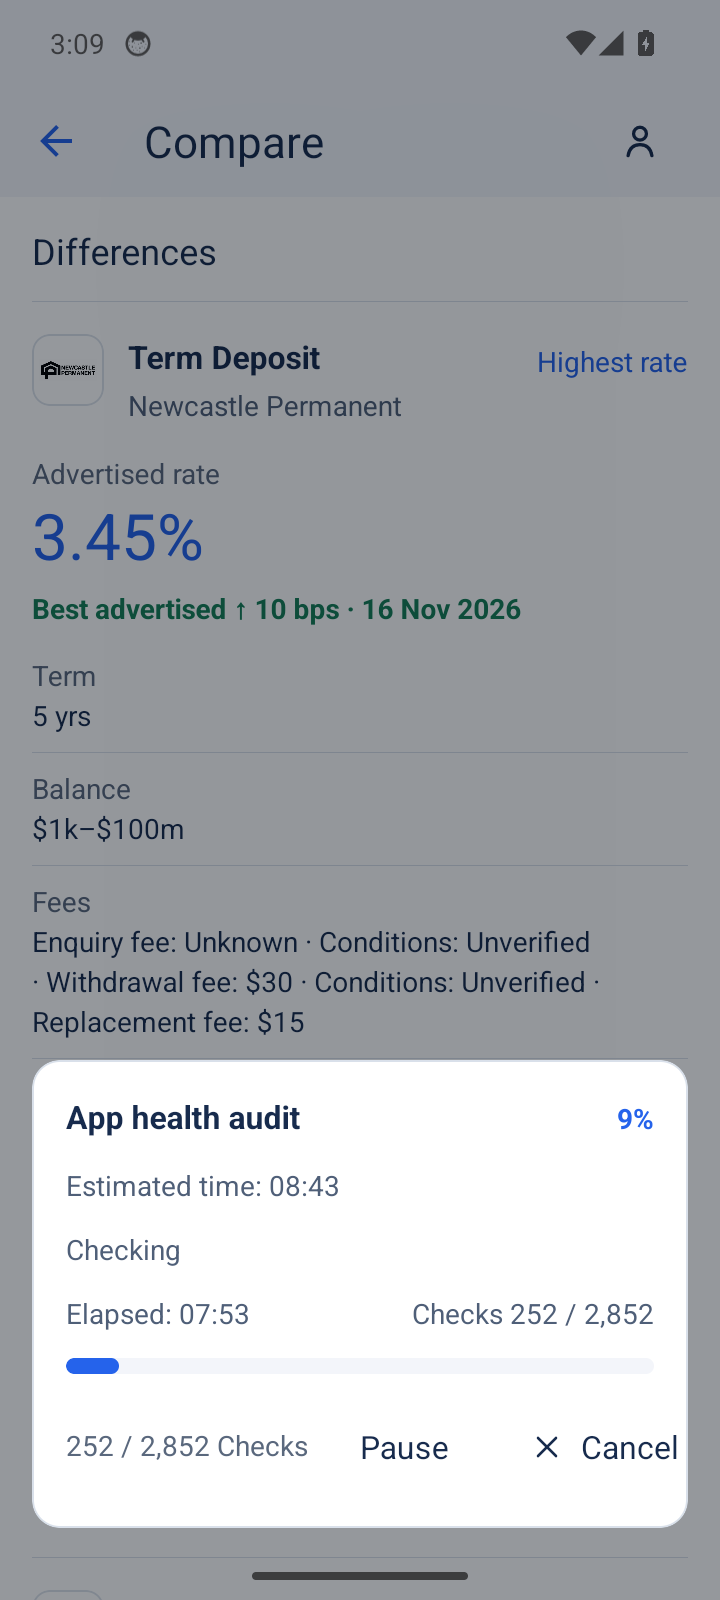 3:09
Compare
Differences
Term Deposit
Highest rate
NEWCASTLE
PERMANENT
Newcastle Permanent
Advertised rate
3.45%
Best advertised ↑ 10 bps · 16 Nov 2026
Term
5 yrs
Balance
$1k–$100m
Fees
Enquiry fee: Unknown · Conditions: Unverified
· Withdrawal fee: $30 · Conditions: Unverified ·
Replacement fee: $15
App health audit
9%
Estimated time: 08:43
Checking
Elapsed: 07:53
Checks 252 / 2,852
252 / 2,852 Checks
Pause
Cancel